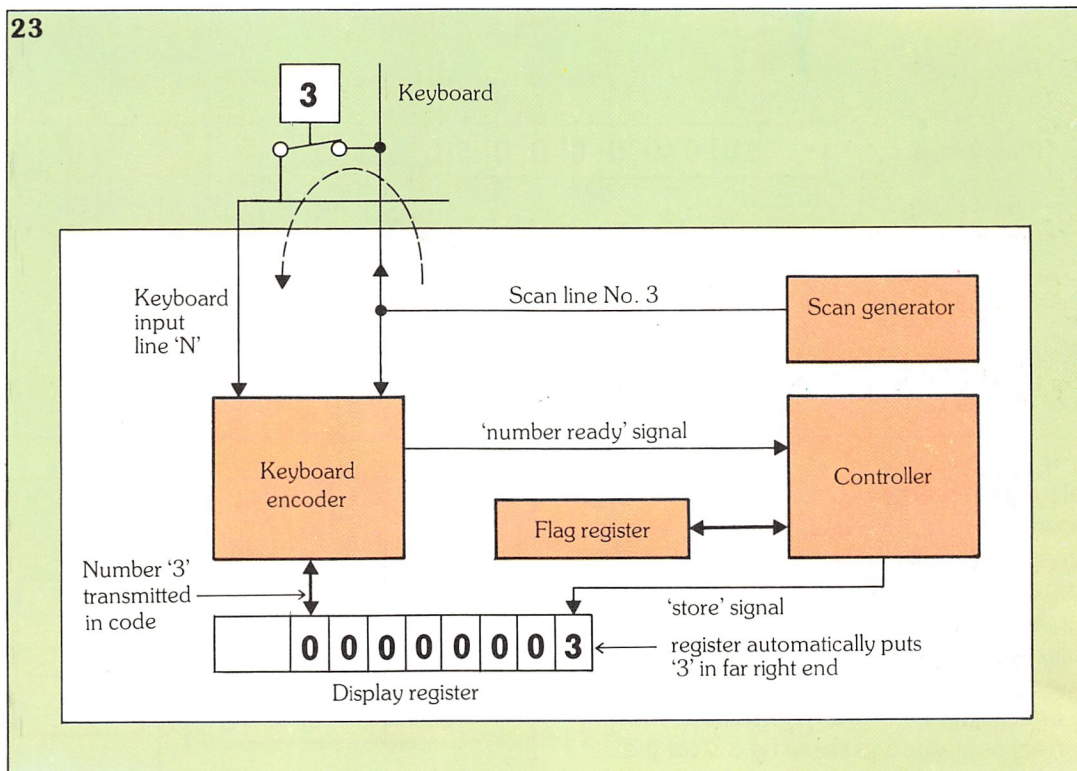 23
3
Keyboard
Keyboard
input
line ‘N’
Scan line No. 3
Scan generator
Keyboard
encoder
‘number ready’ signal
Controller
Flag register
Number ‘3’
transmitted
in code
‘store’ signal
0 0 0 0 0 0 0 3
register automatically puts
‘3’ in far right end
Display register